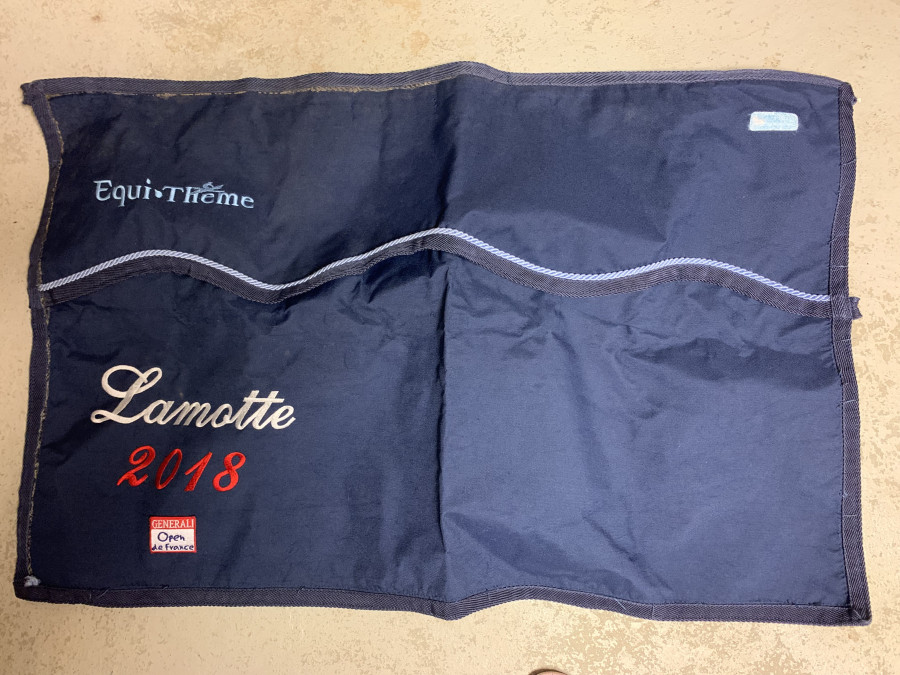 Equi•Thème
Lamotte
2018
GENERALI
Open
de France